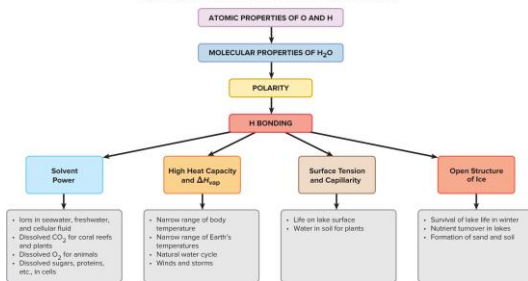 ATOMIC PROPERTIES OF O AND H
MOLECULAR PROPERTIES OF H₂O
POLARITY
H BONDING
Solvent
Power
High Heat Capacity
and ΔHvap
Surface Tension
and Capillarity
Open Structure
of Ice
• Ions in seawater, freshwater,
and cellular fluid
• Dissolved CO₂ for coral reefs
and plants
• Dissolved O₂ for animals
• Dissolved sugars, proteins,
etc., in cells
• Narrow range of body
temperature
• Narrow range of Earth's
temperatures
• Natural water cycle
• Winds and storms
• Life on lake surface
• Water in soil for plants
• Survival of lake life in winter
• Nutrient turnover in lakes
• Formation of sand and soil